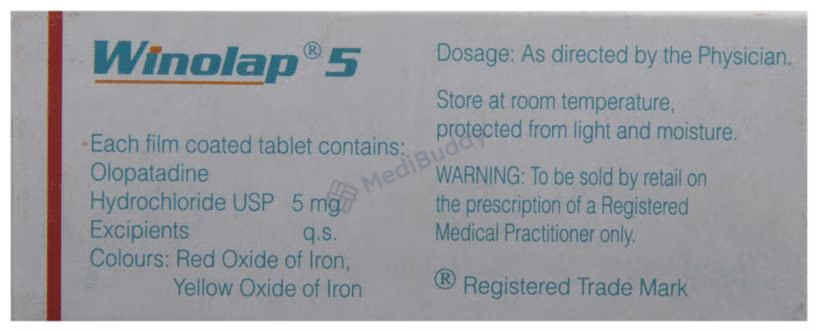 Winolap® 5
Each film coated tablet contains:
Olopatadine
Hydrochloride USP 5 mg
Excipients q.s.
Colours: Red Oxide of Iron,
Yellow Oxide of Iron
Dosage: As directed by the Physician.
Store at room temperature,
protected from light and moisture.
WARNING: To be sold by retail on
the prescription of a Registered
Medical Practitioner only.
® Registered Trade Mark
MediBuddy